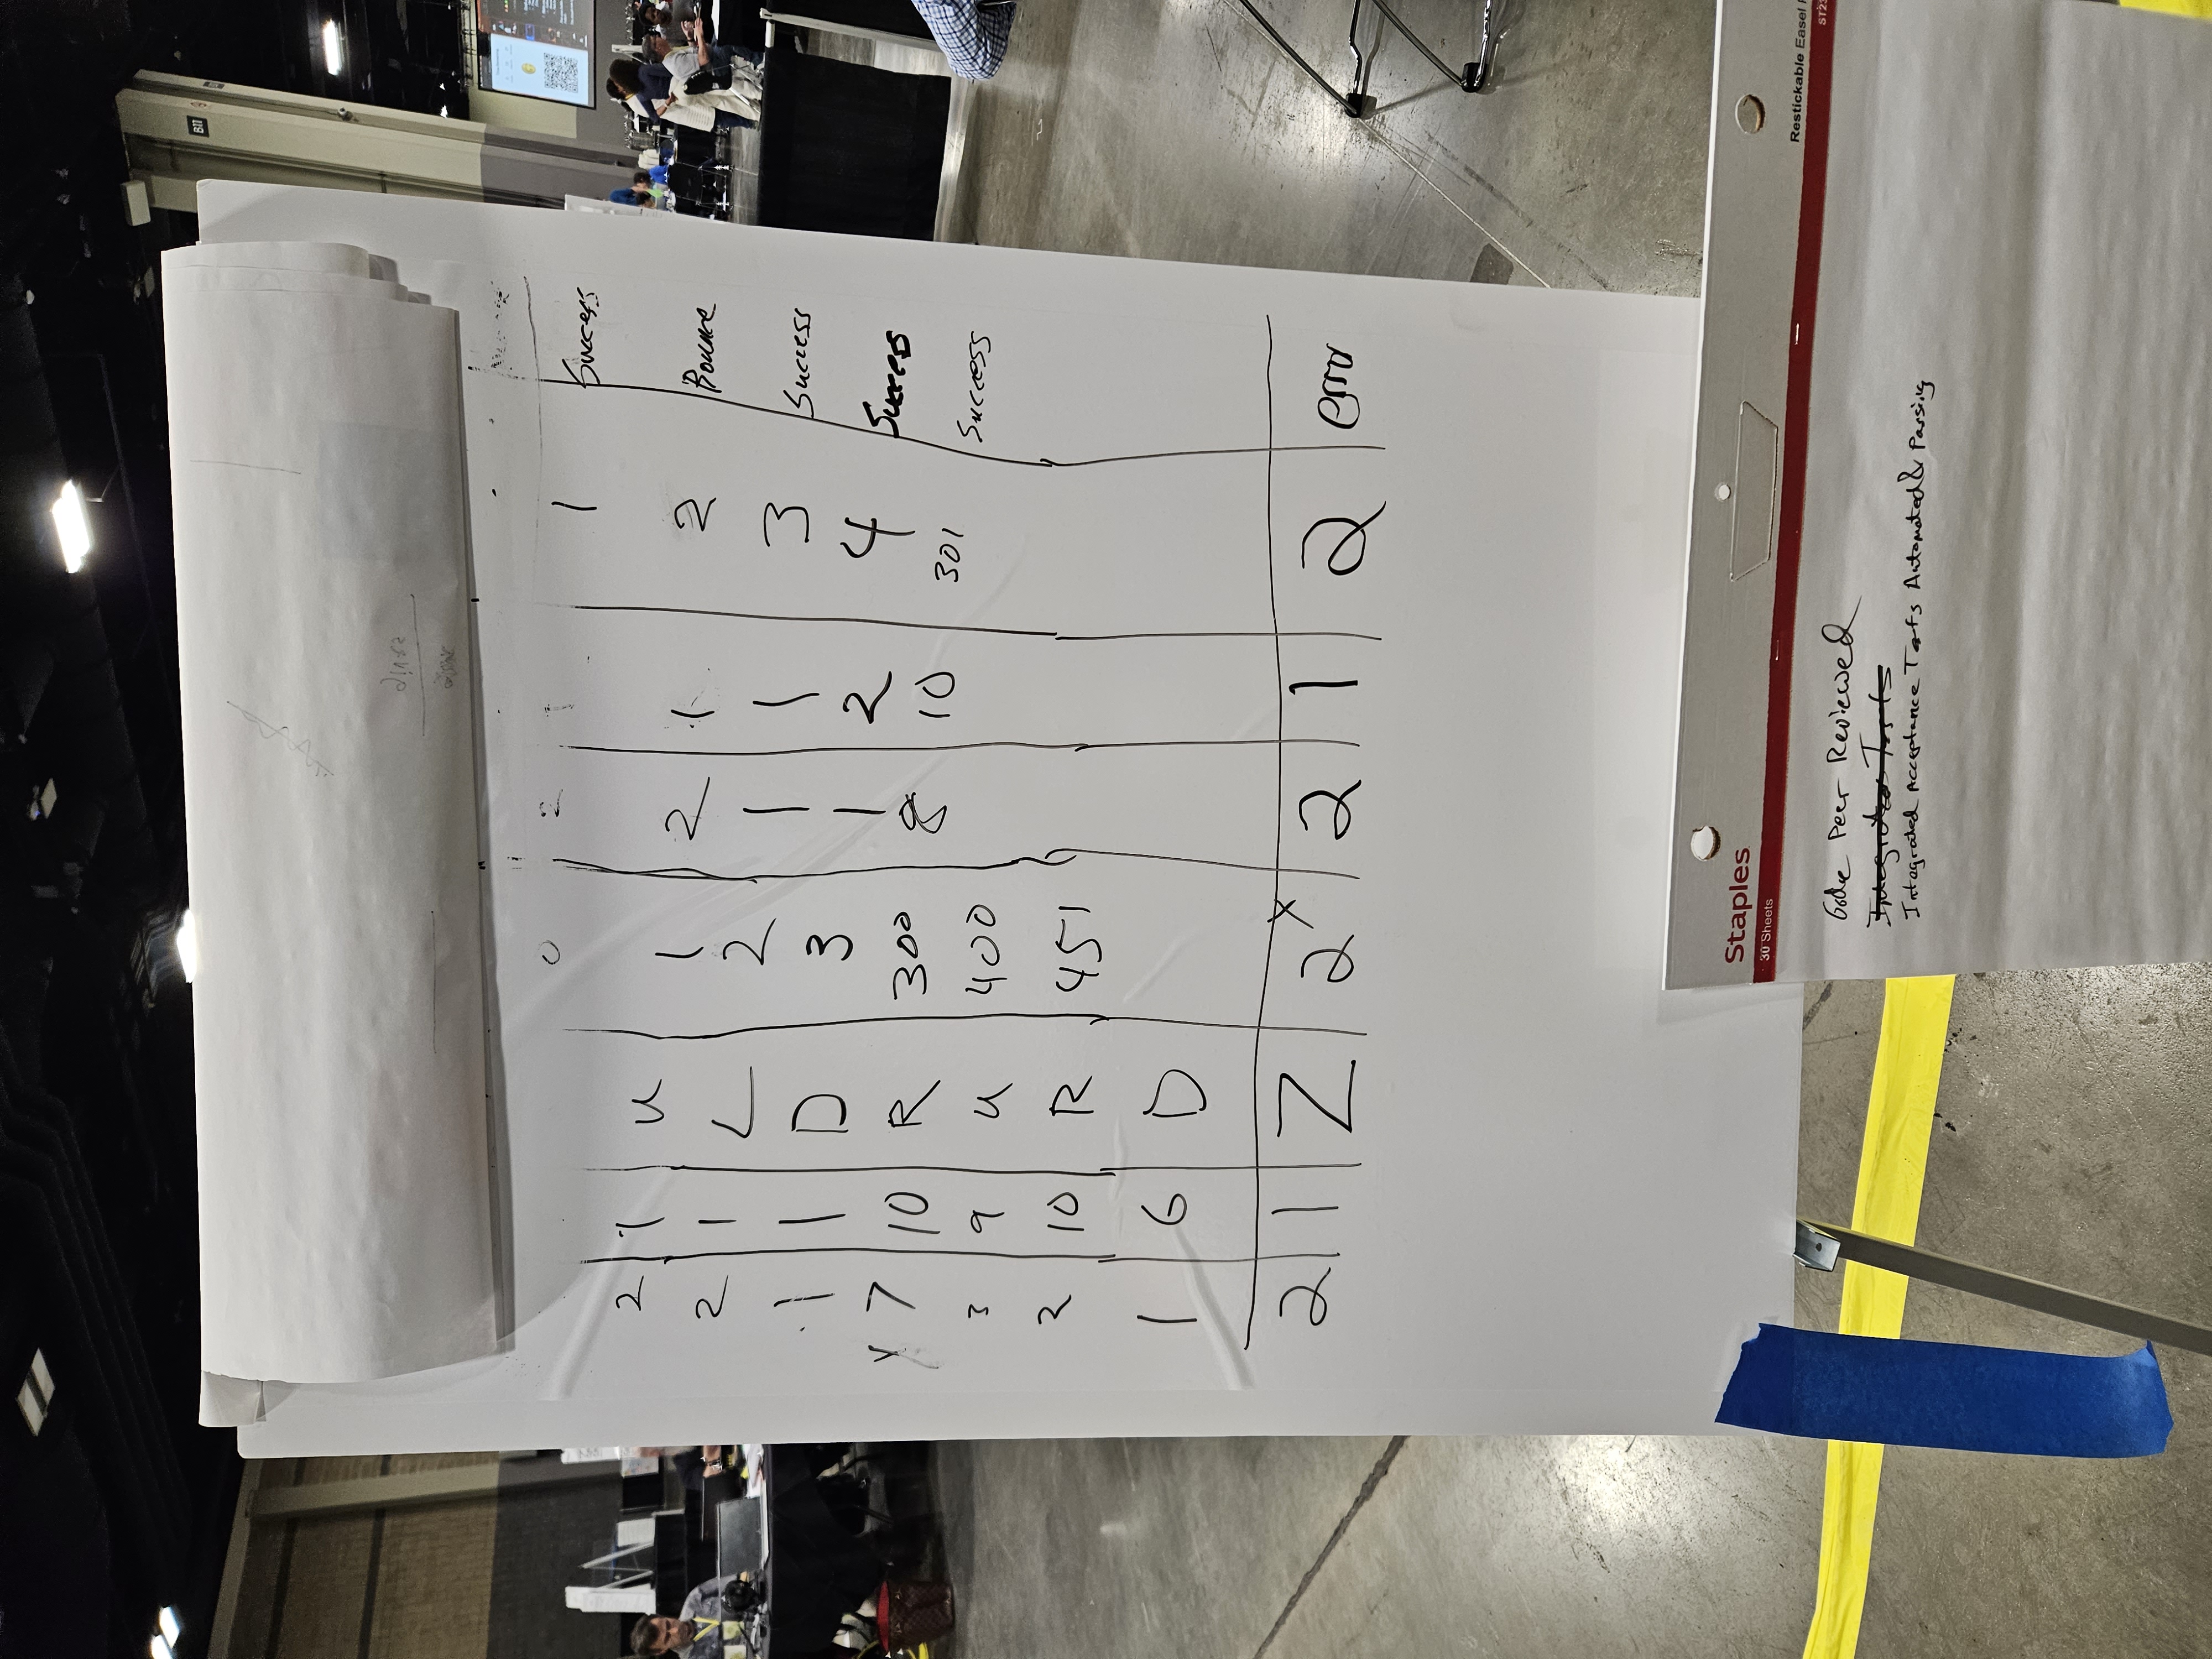 0 2 1 1 Success
2 1 U 1 2 1 2 Bounce
2 1 L 2 1 1 3 Success
1 1 D 3 1 2 4 Success
7 10 R 300 8 10 301 Success
3 9 U 400
2 10 R 451
1 6 D
2 1 Z 2 x 2 1 2 error
B11
Staples
30 Sheets
Restickable Easel
Code Peer Reviewed
Integrated Acceptance Tests Automated & Passing